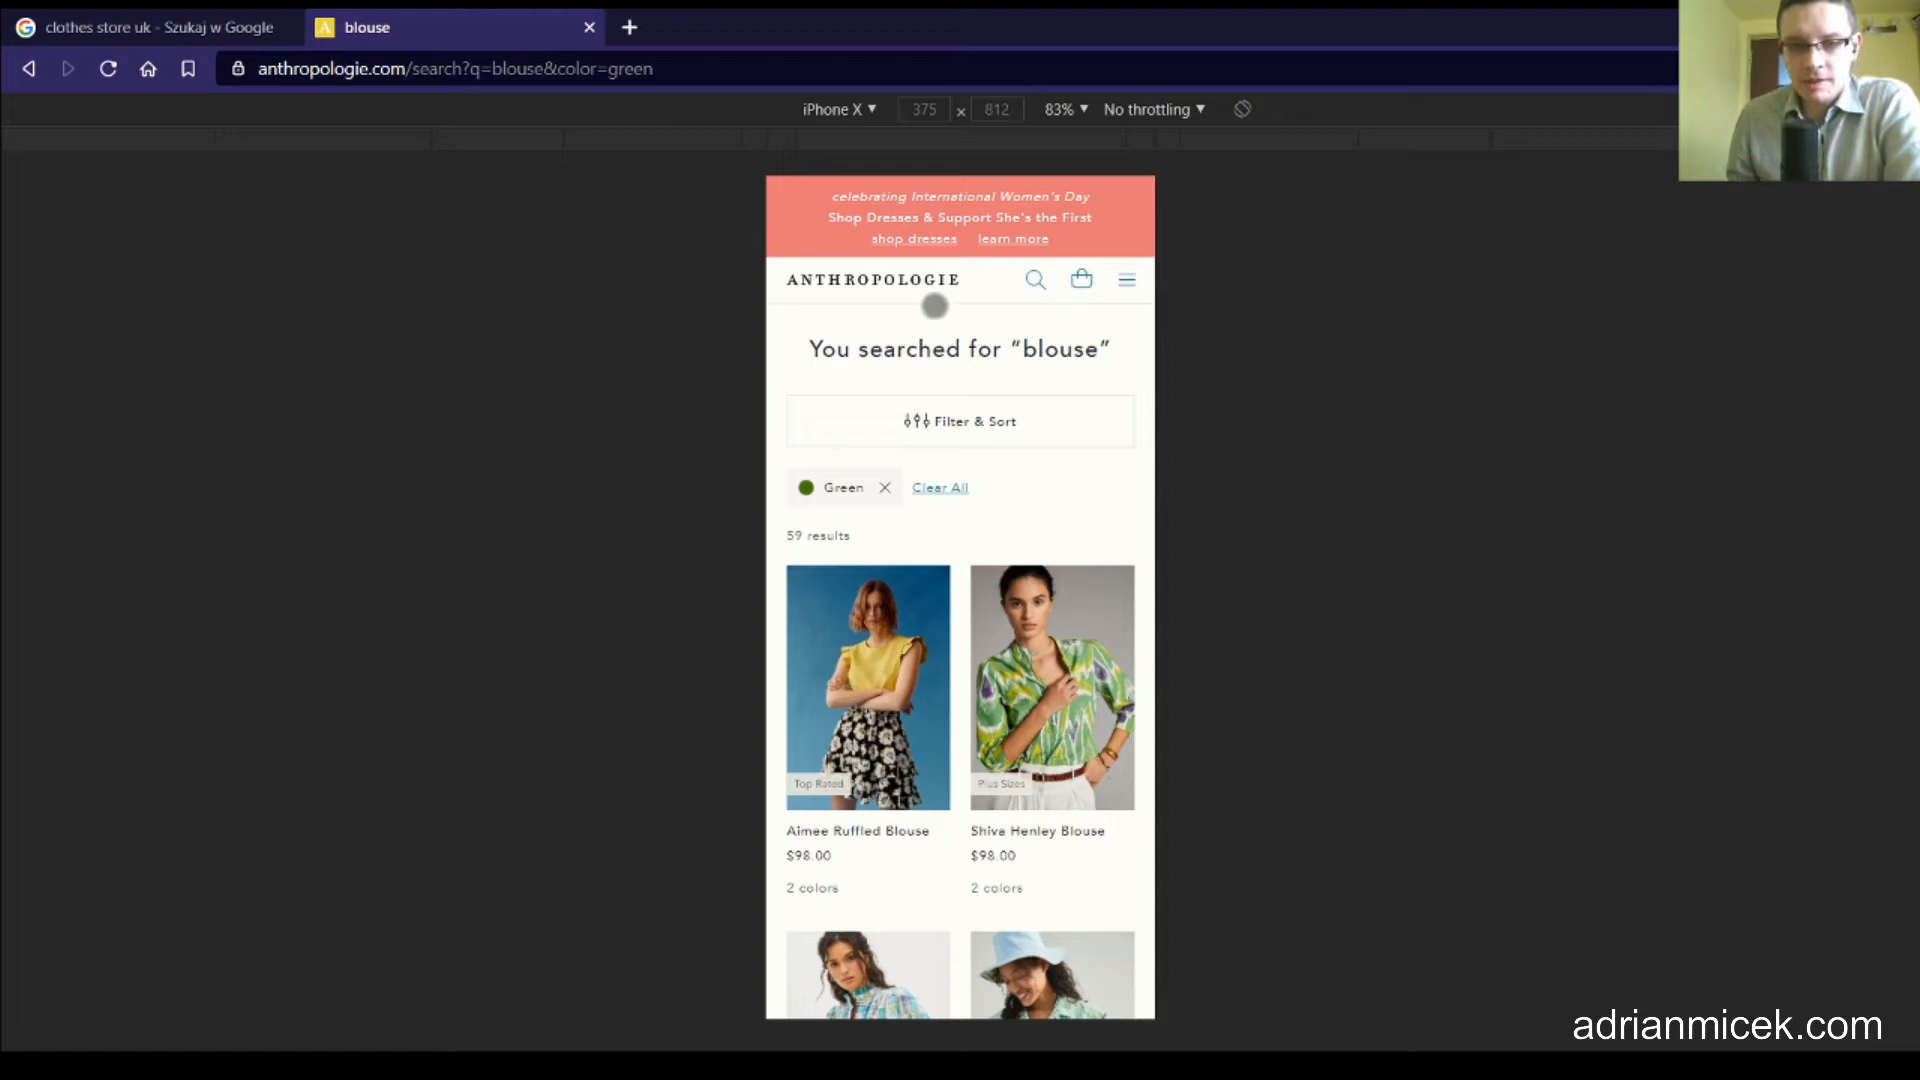 clothes store uk - Szukaj w Google
blouse
anthropologie.com/search?q=blouse&color=green
iPhone X ▼ 375 x 812 83% ▼ No throttling ▼
celebrating International Women's Day
Shop Dresses & Support She's the First
shop dresses learn more
ANTHROPOLOGIE
You searched for “blouse”
Filter & Sort
Green Clear All
59 results
Top Rated
Plus Sizes
Aimee Ruffled Blouse
$98.00
2 colors
Shiva Henley Blouse
$98.00
2 colors
adrianmicek.com